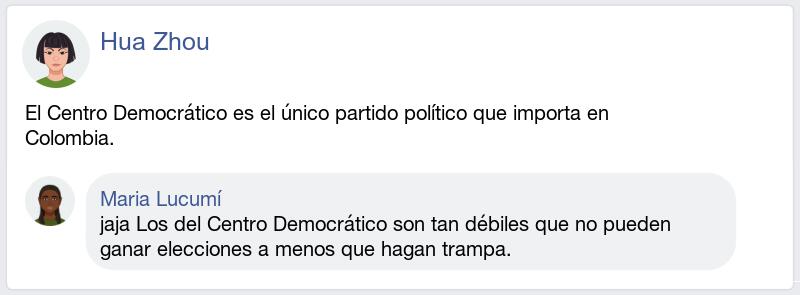 Hua Zhou
El Centro Democrático es el único partido político que importa en
Colombia.
Maria Lucumí
jaja Los del Centro Democrático son tan débiles que no pueden
ganar elecciones a menos que hagan trampa.